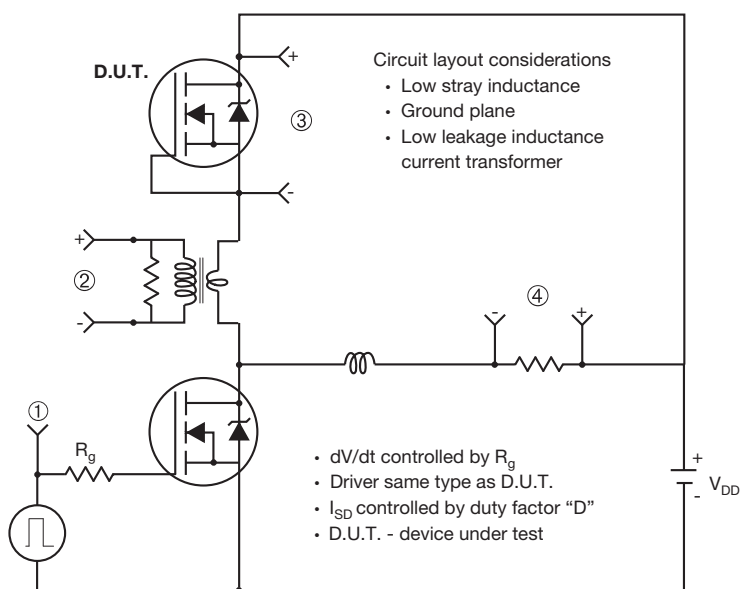 D.U.T.
+
Circuit layout considerations
• Low stray inductance
• Ground plane
• Low leakage inductance
current transformer
③
-
+
②
-
④
-
+
①
R_g
• dV/dt controlled by R_g
• Driver same type as D.U.T.
• I_SD controlled by duty factor “D”
• D.U.T. - device under test
+
V_DD
-